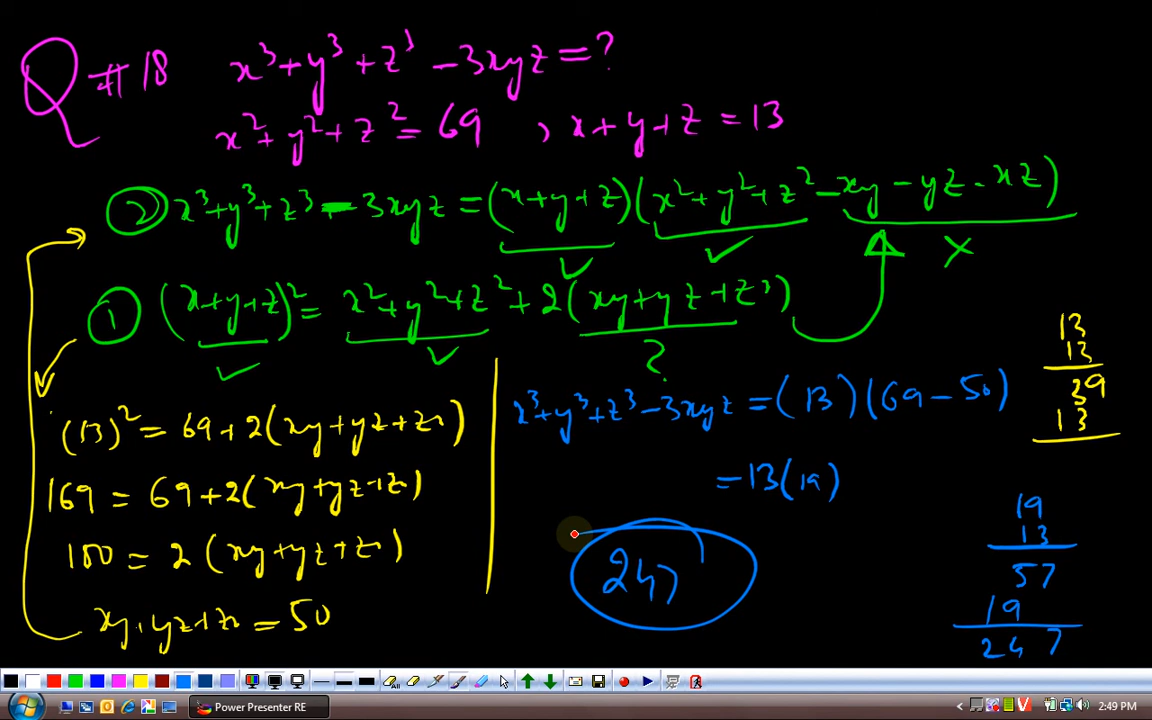 Q # 18 x³+y³+z³ -3xyz = ?
x²+y²+z² = 69 , x+y+z = 13
② x³+y³+z³ - 3xyz = (x+y+z)(x²+y²+z² -xy - yz - xz)
✓ ✓ x
① (x+y+z)² = x²+y²+z² + 2(xy+yz+zx)
✓ ✓ ?
(13)² = 69+2(xy+yz+zx)
169 = 69+2(xy+yz+zx)
100 = 2(xy+yz+zx)
xy+yz+zx = 50
x³+y³+z³-3xyz = (13)(69-50)
= 13(19)
247
13
13
39
13
19
13
57
19
247
Power Presenter RE
2:49 PM